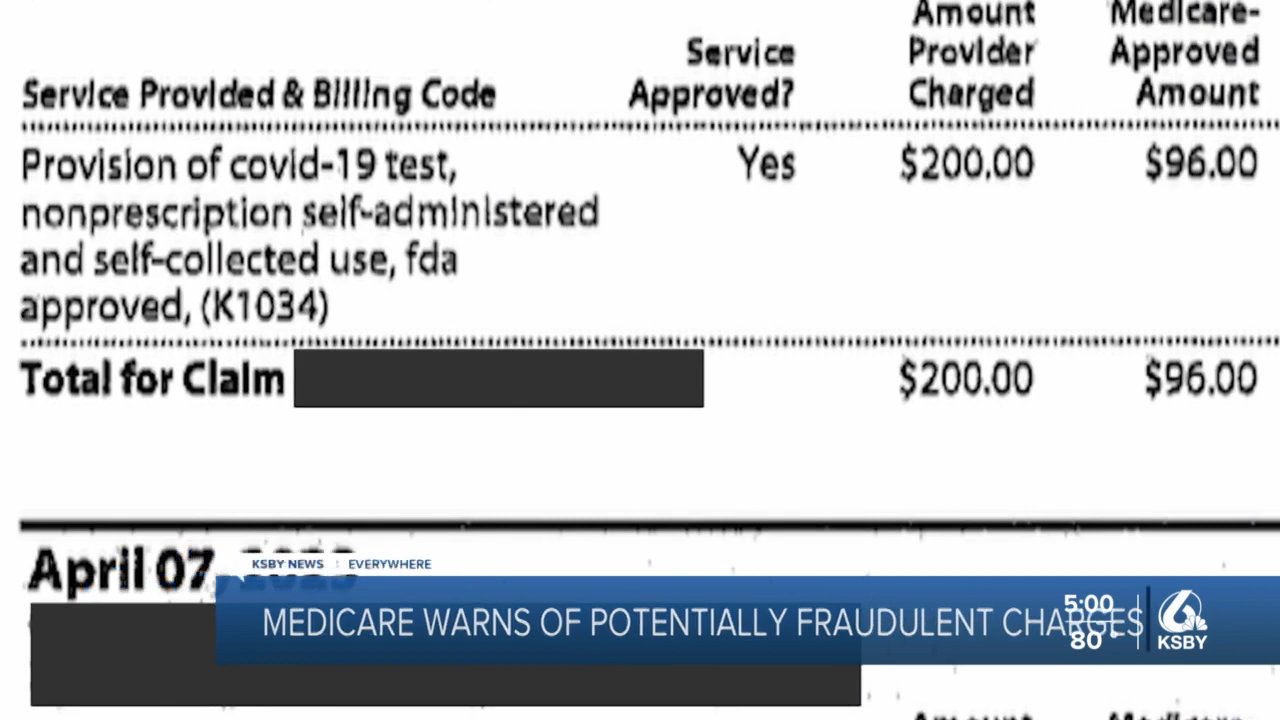 Amount Medicare-
Service Provider Approved
Service Provided & Billing Code Approved? Charged Amount
Provision of covid-19 test, Yes $200.00 $96.00
nonprescription self-administered
and self-collected use, fda
approved, (K1034)
Total for Claim $200.00 $96.00
April 07,
KSBY NEWS : EVERYWHERE
MEDICARE WARNS OF POTENTIALLY FRAUDULENT CHARGES
5:00
80°
6
KSBY